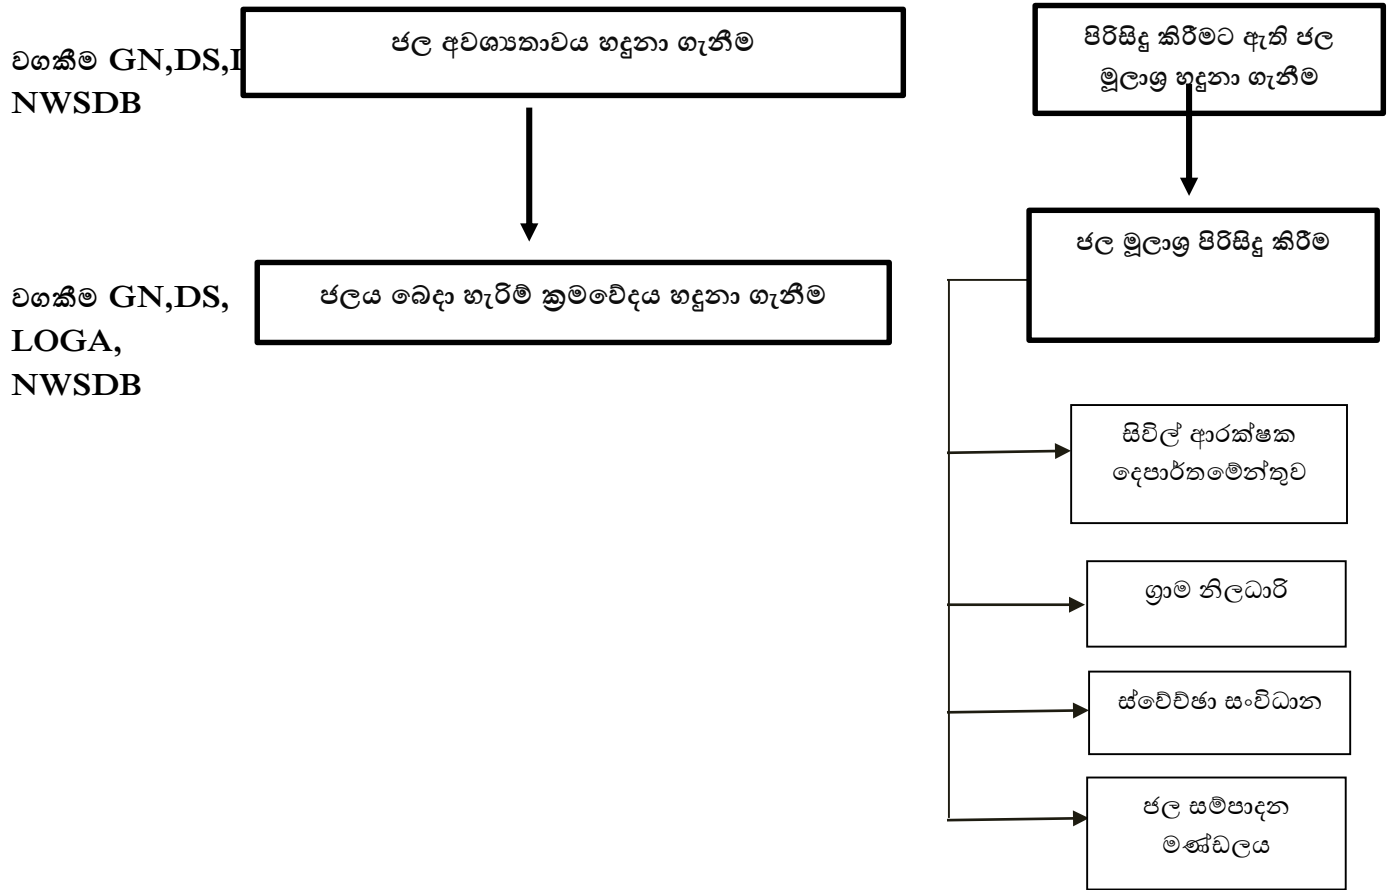 ජල අවශ්‍යතාවය හදුනා ගැනීම
වගකීම GN,DS,
NWSDB
පිරිසිදු කිරීමට ඇති ජල
මූලාශ්‍ර හදුනා ගැනීම
ජල මූලාශ්‍ර පිරිසිදු කිරීම
වගකීම GN,DS,
LOGA,
NWSDB
ජලය බෙදා හැරිම් ක්‍රමවේදය හදුනා ගැනීම
සිවිල් ආරක්ෂක
දෙපාර්තමේන්තුව
ග්‍රාම නිලධාරි
ස්වේච්ඡා සංවිධාන
ජල සම්පාදන
මණ්ඩලය